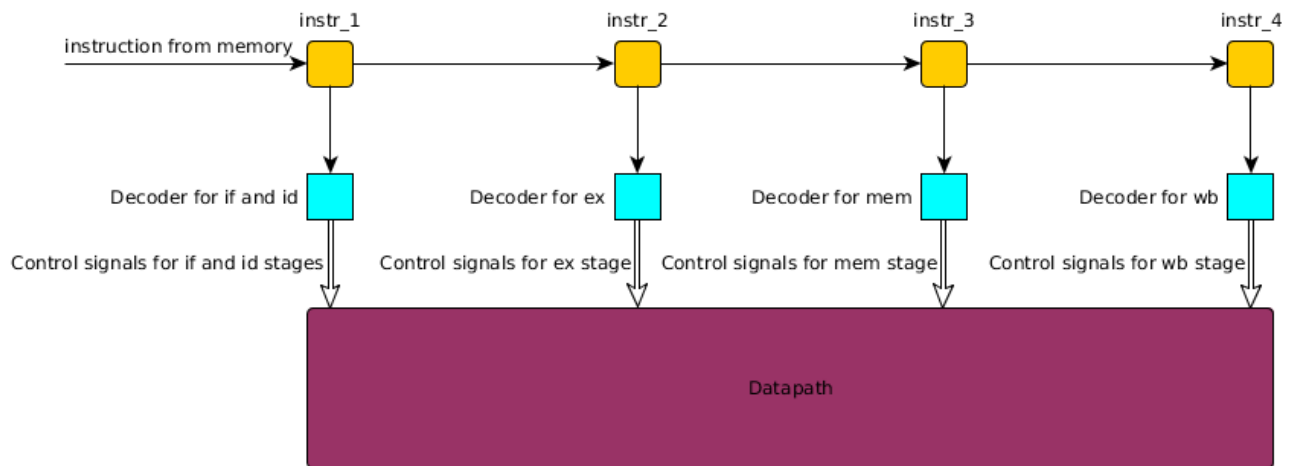 instr_1
instr_2
instr_3
instr_4
instruction from memory
Decoder for if and id
Decoder for ex
Decoder for mem
Decoder for wb
Control signals for if and id stages
Control signals for ex stage
Control signals for mem stage
Control signals for wb stage
Datapath